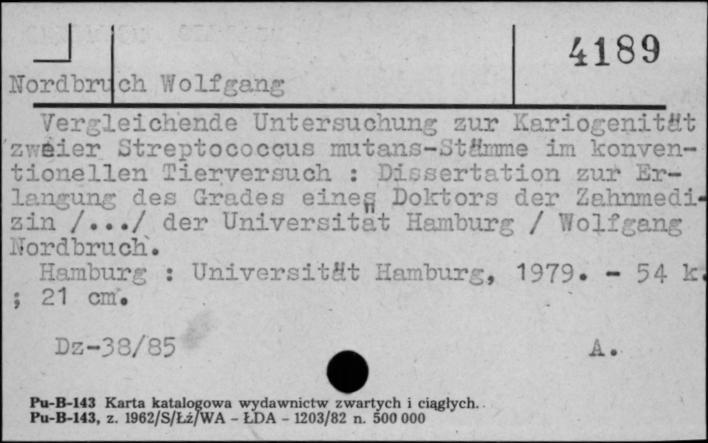 4189
Nordbruch Wolfgang
Vergleichende Untersuchung zur Kariogenität
zweier Streptococcus mutans-Stämme im konven-
tionellen Tierversuch : Dissertation zur Er-
langung des Grades eines Doktors der Zahnmedi-
zin /.../ der Universität Hamburg / Wolfgang
Nordbruch.
Hamburg : Universität Hamburg, 1979. - 54 k.
; 21 cm.
Dz-38/85 A.
Pu-B-143 Karta katalogowa wydawnictw zwartych i ciągłych.
Pu-B-143, z. 1962/S/Łż/WA - ŁDA - 1203/82 n. 500 000